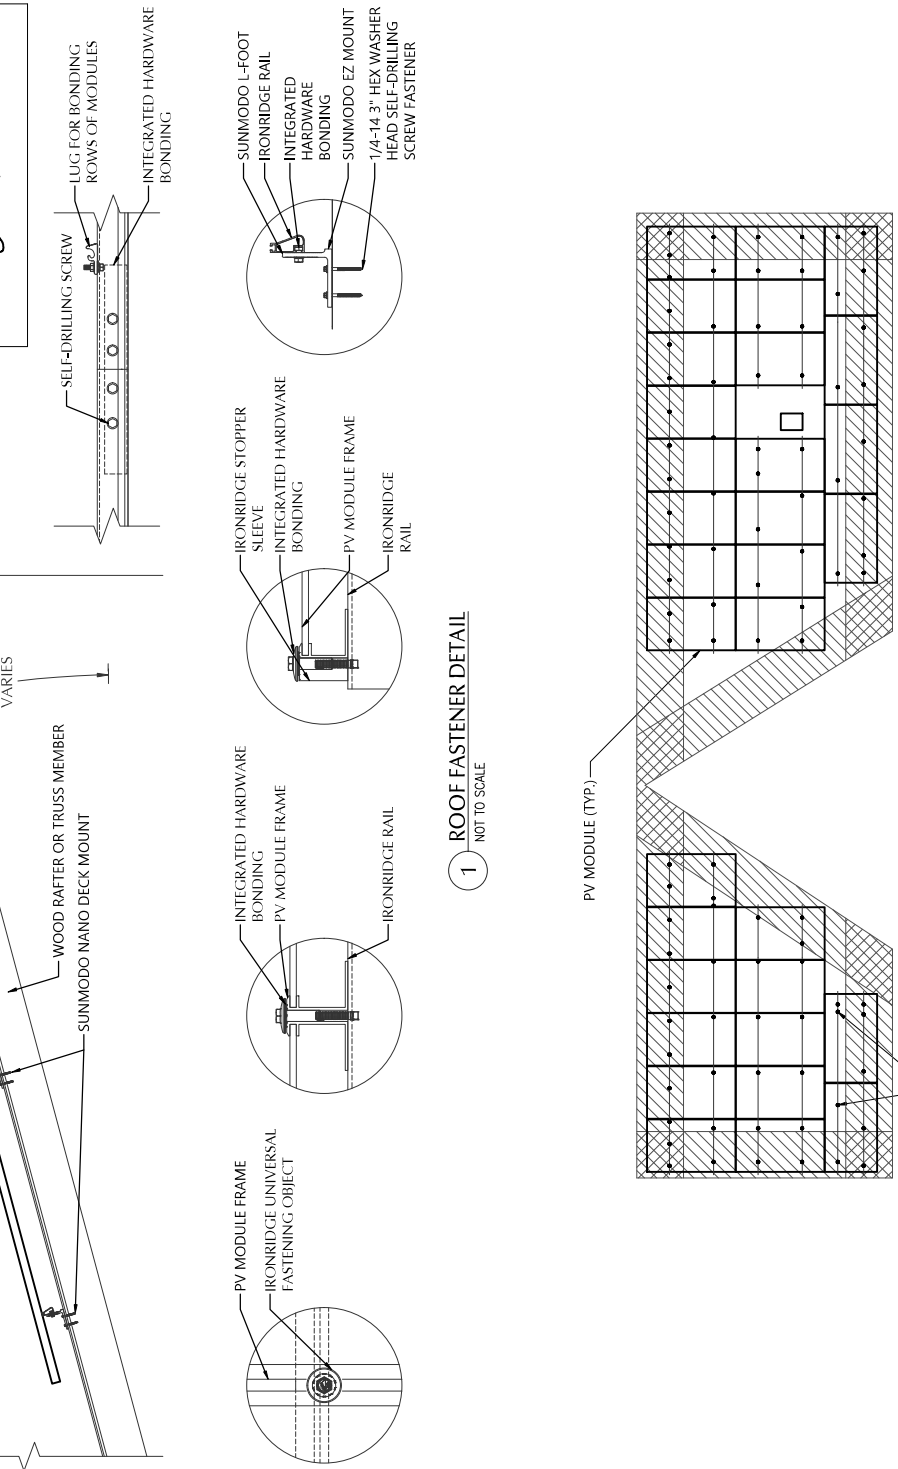 LUG FOR BONDING
ROWS OF MODULES
INTEGRATED HARDWARE
BONDING
SELF-DRILLING SCREW
VARIES
WOOD RAFTER OR TRUSS MEMBER
SUNMODO NANO DECK MOUNT
SUNMODO L-FOOT
IRONRIDGE RAIL
INTEGRATED
HARDWARE
BONDING
SUNMODO EZ MOUNT
1/4-14 3" HEX WASHER
HEAD SELF-DRILLING
SCREW FASTENER
IRONRIDGE STOPPER
SLEEVE
INTEGRATED HARDWARE
BONDING
PV MODULE FRAME
IRONRIDGE
RAIL
INTEGRATED HARDWARE
BONDING
PV MODULE FRAME
IRONRIDGE RAIL
PV MODULE FRAME
IRONRIDGE UNIVERSAL
FASTENING OBJECT
1
ROOF FASTENER DETAIL
NOT TO SCALE
PV MODULE (TYP.)